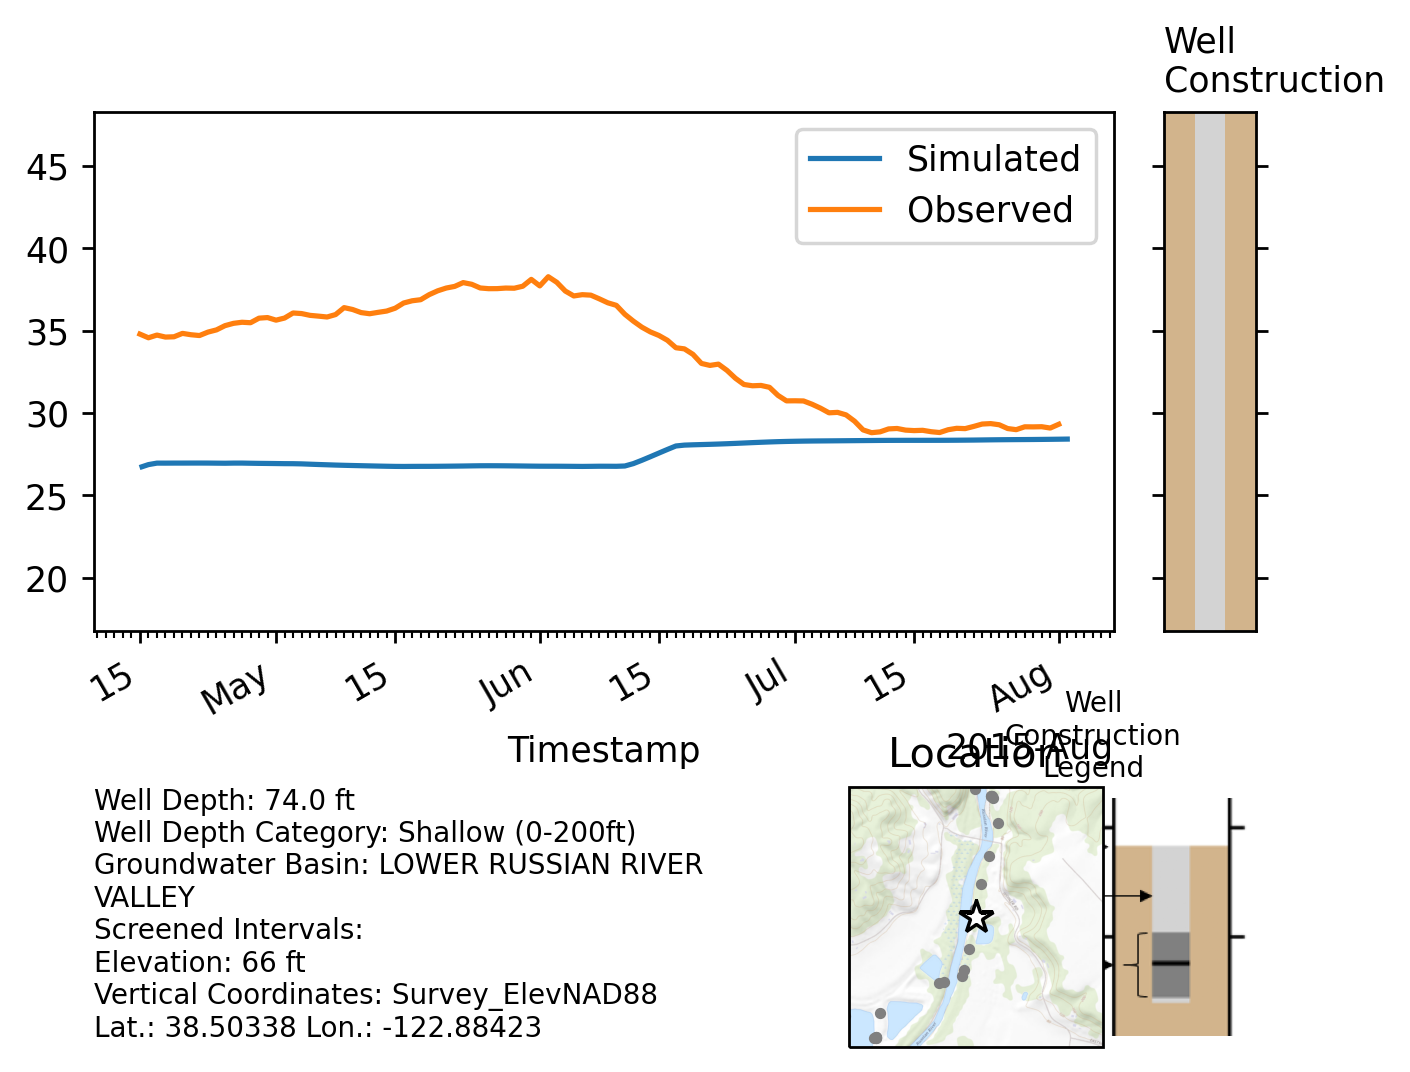 Well
Construction
Simulated
Observed
45
40
35
30
25
20
15
May
15
Jun
15
Jul
15
Aug
Timestamp
2015-Aug
Well Depth: 74.0 ft
Well Depth Category: Shallow (0-200ft)
Groundwater Basin: LOWER RUSSIAN RIVER
VALLEY
Screened Intervals:
Elevation: 66 ft
Vertical Coordinates: Survey_ElevNAD88
Lat.: 38.50338 Lon.: -122.88423
Location
Well
Construction
Legend